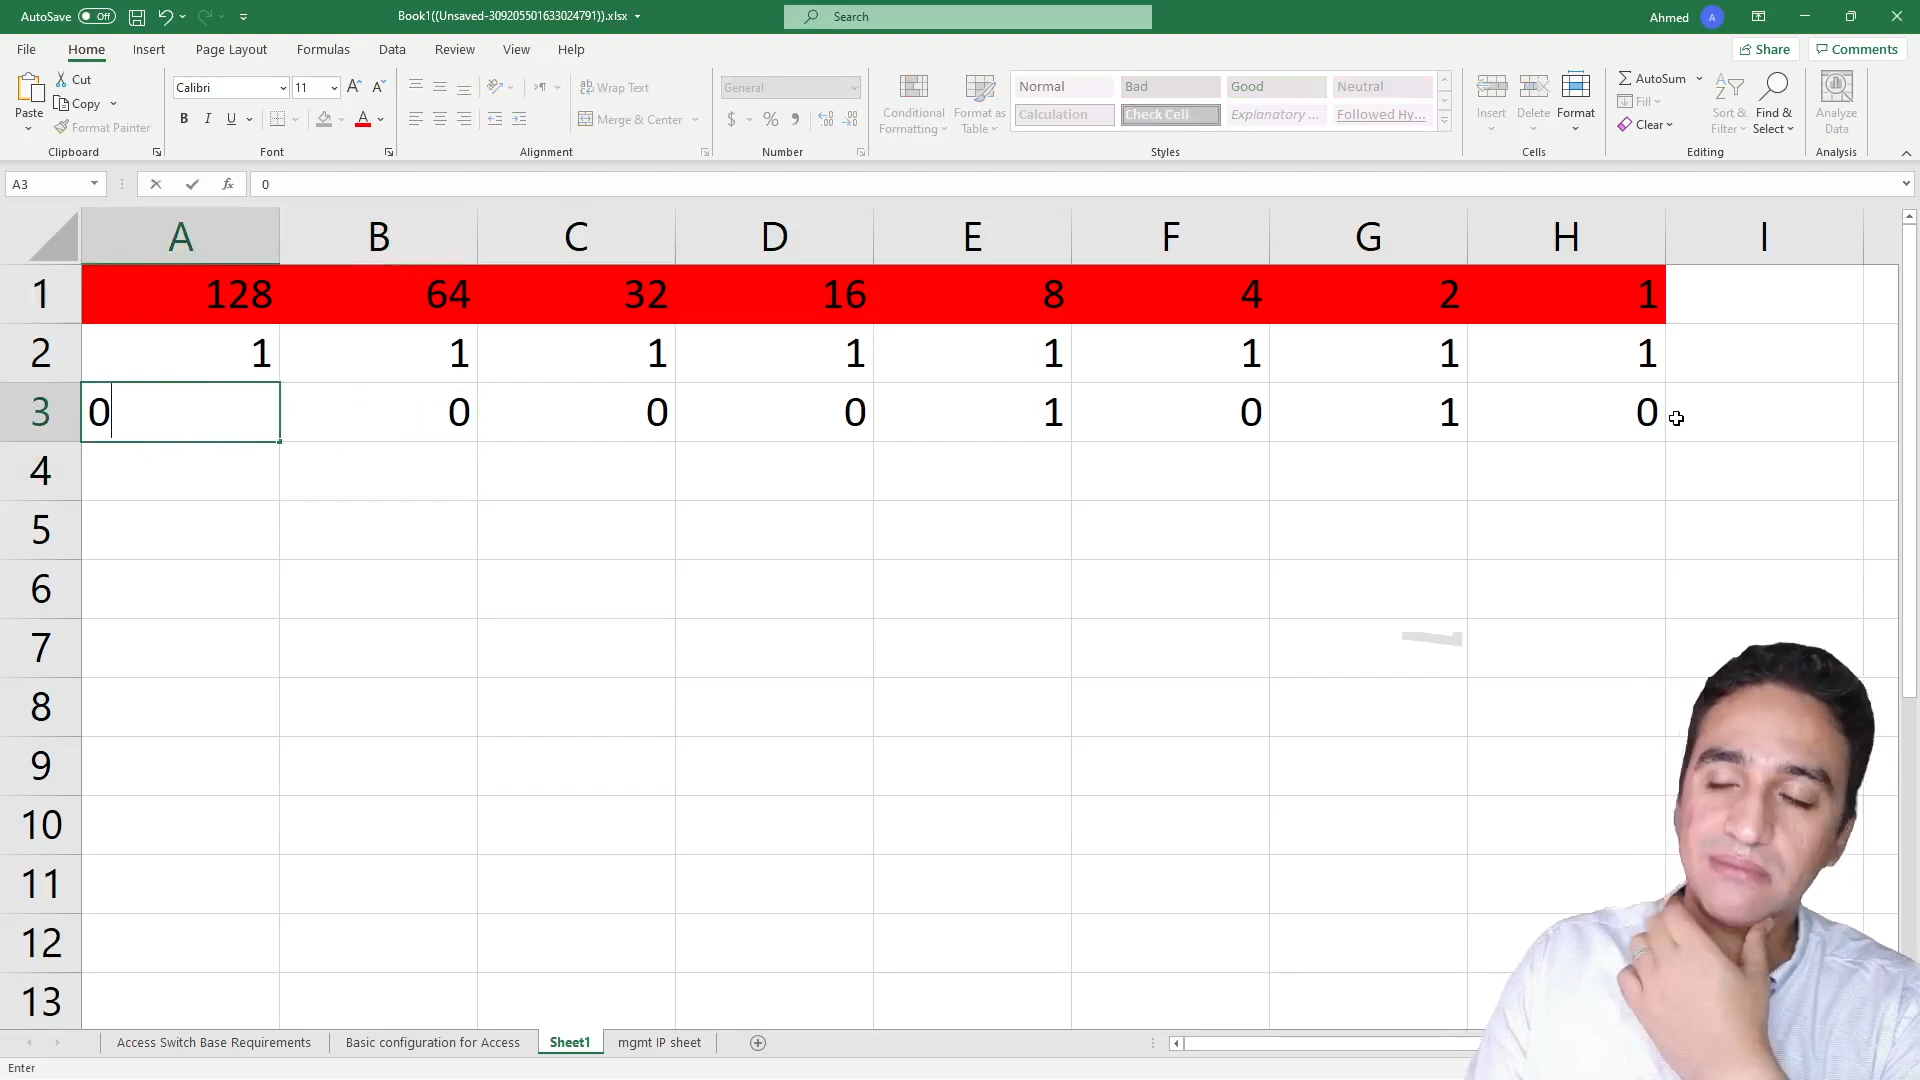 AutoSave Off Book1((Unsaved-309205501633024791)).xlsx Search Ahmed A
File Home Insert Page Layout Formulas Data Review View Help Share Comments
Paste Cut Copy Format Painter
Clipboard
Calibri 11 A A
B I U A
Font
Wrap Text
Merge & Center
Alignment
General
$ %
Number
Conditional Formatting
Format as Table
Normal Bad Good Neutral
Calculation Check Cell Explanatory ... Followed Hy...
Styles
Insert Delete Format
Cells
AutoSum
Fill
Clear
Sort & Filter
Find & Select
Editing
Analyze Data
Analysis
A3 fx 0
A B C D E F G H I
1 128 64 32 16 8 4 2 1
2 1 1 1 1 1 1 1 1
3 0 0 0 0 1 0 1 0
4
5
6
7
8
9
10
11
12
13
Access Switch Base Requirements Basic configuration for Access Sheet1 mgmt IP sheet
Enter